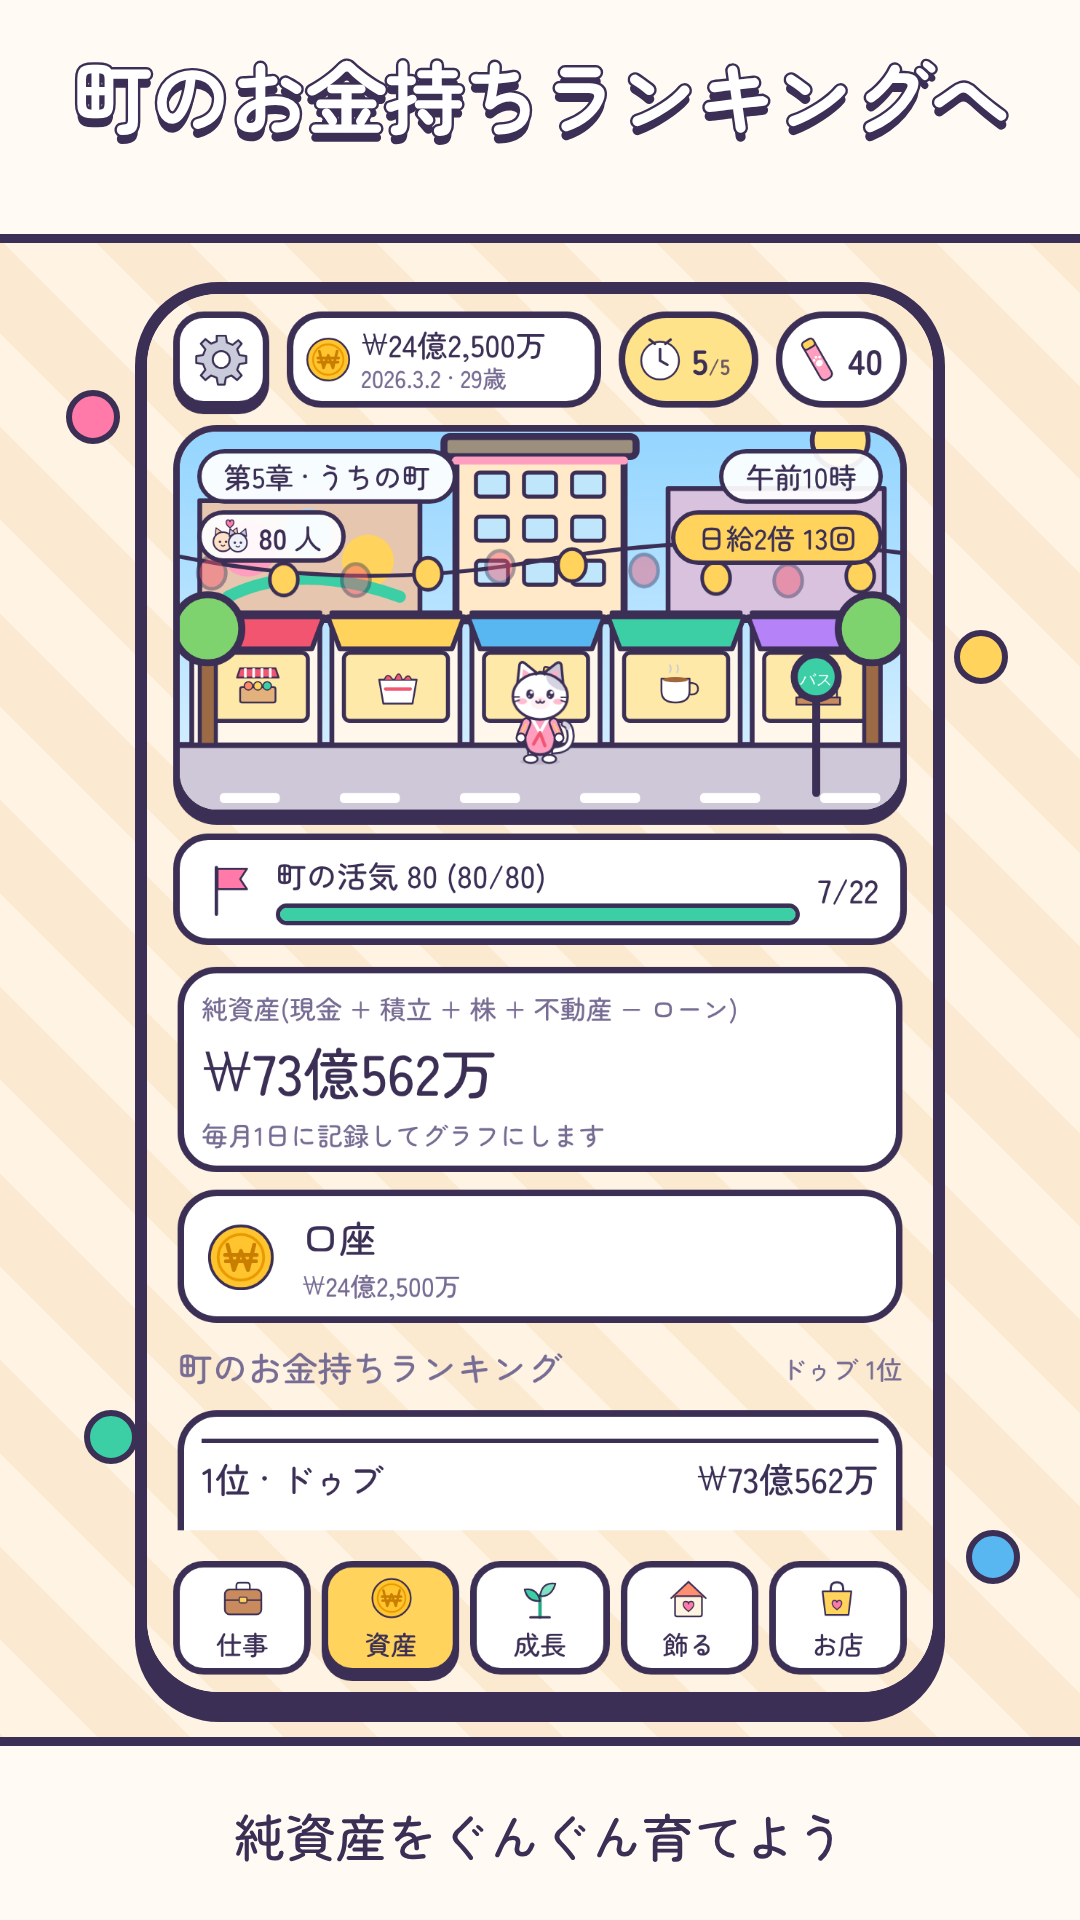 町のお金持ちランキングへ
₩24億2,500万
2026.3.2 · 29歳
5/5
40
第5章 · うちの町
午前10時
80 人
日給2倍 13回
バス
町の活気 80 (80/80)
7/22
純資産(現金 + 積立 + 株 + 不動産 − ローン)
₩73億562万
毎月1日に記録してグラフにします
口座
₩24億2,500万
町のお金持ちランキング
ドゥブ 1位
1位 · ドゥブ
₩73億562万
仕事
資産
成長
飾る
お店
純資産をぐんぐん育てよう